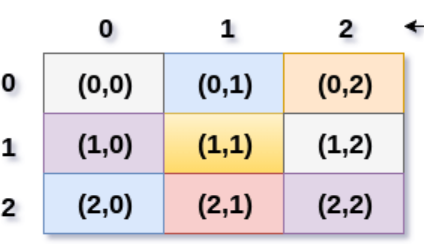 0 1 2
0 (0,0) (0,1) (0,2)
1 (1,0) (1,1) (1,2)
2 (2,0) (2,1) (2,2)